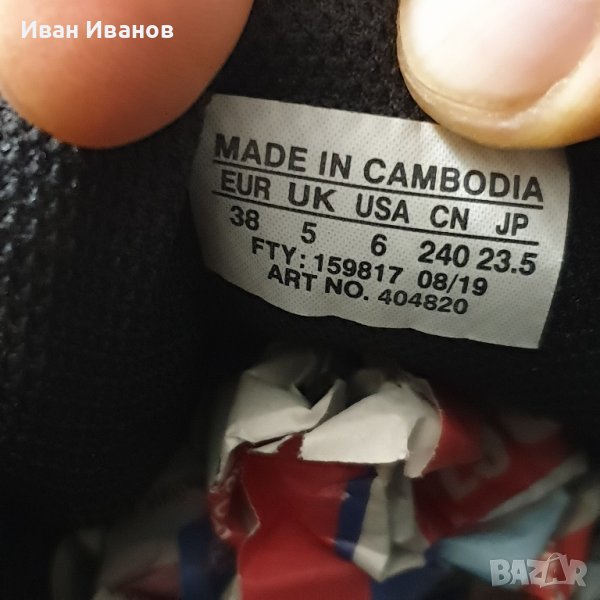 Иван Иванов
MADE IN CAMBODIA
EUR UK USA CN JP
38 5 6 240 23.5
FTY: 159817 08/19
ART NO. 404820
BAZAR